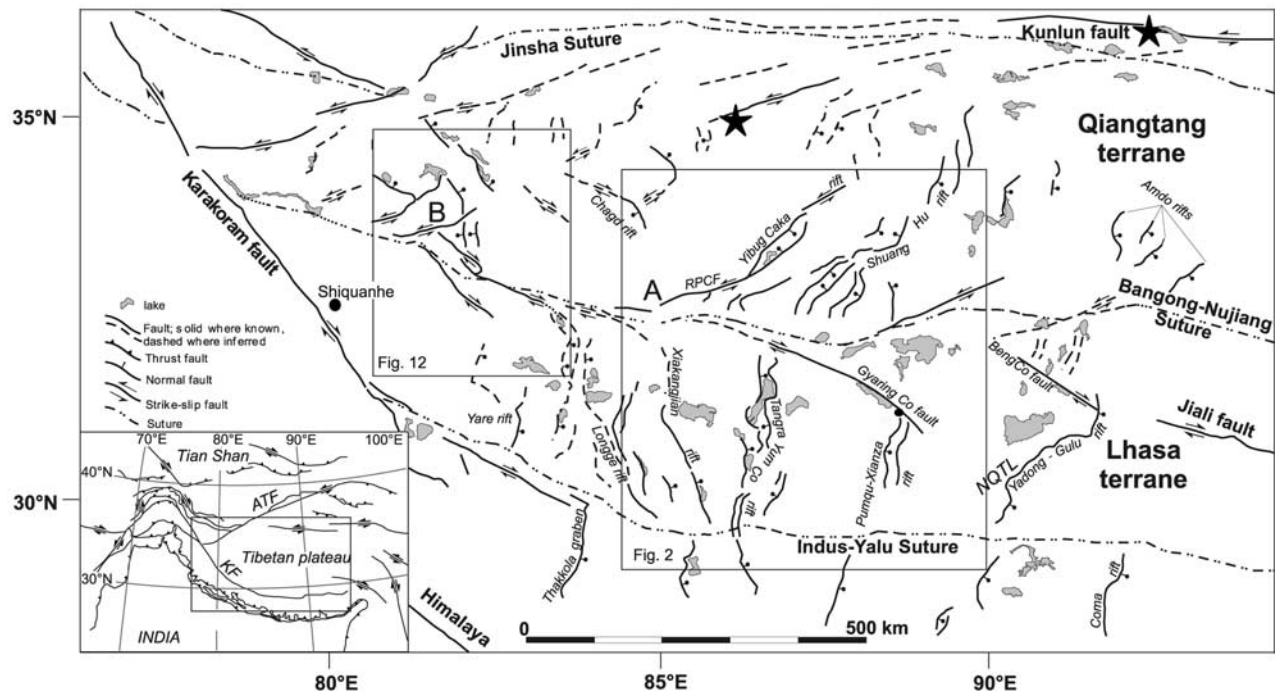 Jinsha Suture
Kunlun fault
35°N
Qiangtang
terrane
Karakoram fault
B
Chagd rift
Yibug Caka
rift
Shuang
Hu
rift
Amdo rifts
RPCF
A
Shiquanhe
Bangong-Nujiang
Suture
lake
Fault; solid where known,
dashed where inferred
Thrust fault
Normal fault
Strike-slip fault
Suture
Fig. 12
Xiakangjian
rift
Gyaring Co fault
BengCo fault
Yare rift
Longge rift
Tangra
Yum Co
rift
Pumqu-Xianza
rift
Jiali fault
Lhasa
terrane
NQTL
Yadong - Gulu
rift
30°N
70°E
80°E
90°E
100°E
Tian Shan
40°N
ATF
Tibetan plateau
KF
30°N
INDIA
Thakkola graben
Fig. 2
Indus-Yalu Suture
Coma
rift
Himalaya
0
500 km
80°E
85°E
90°E